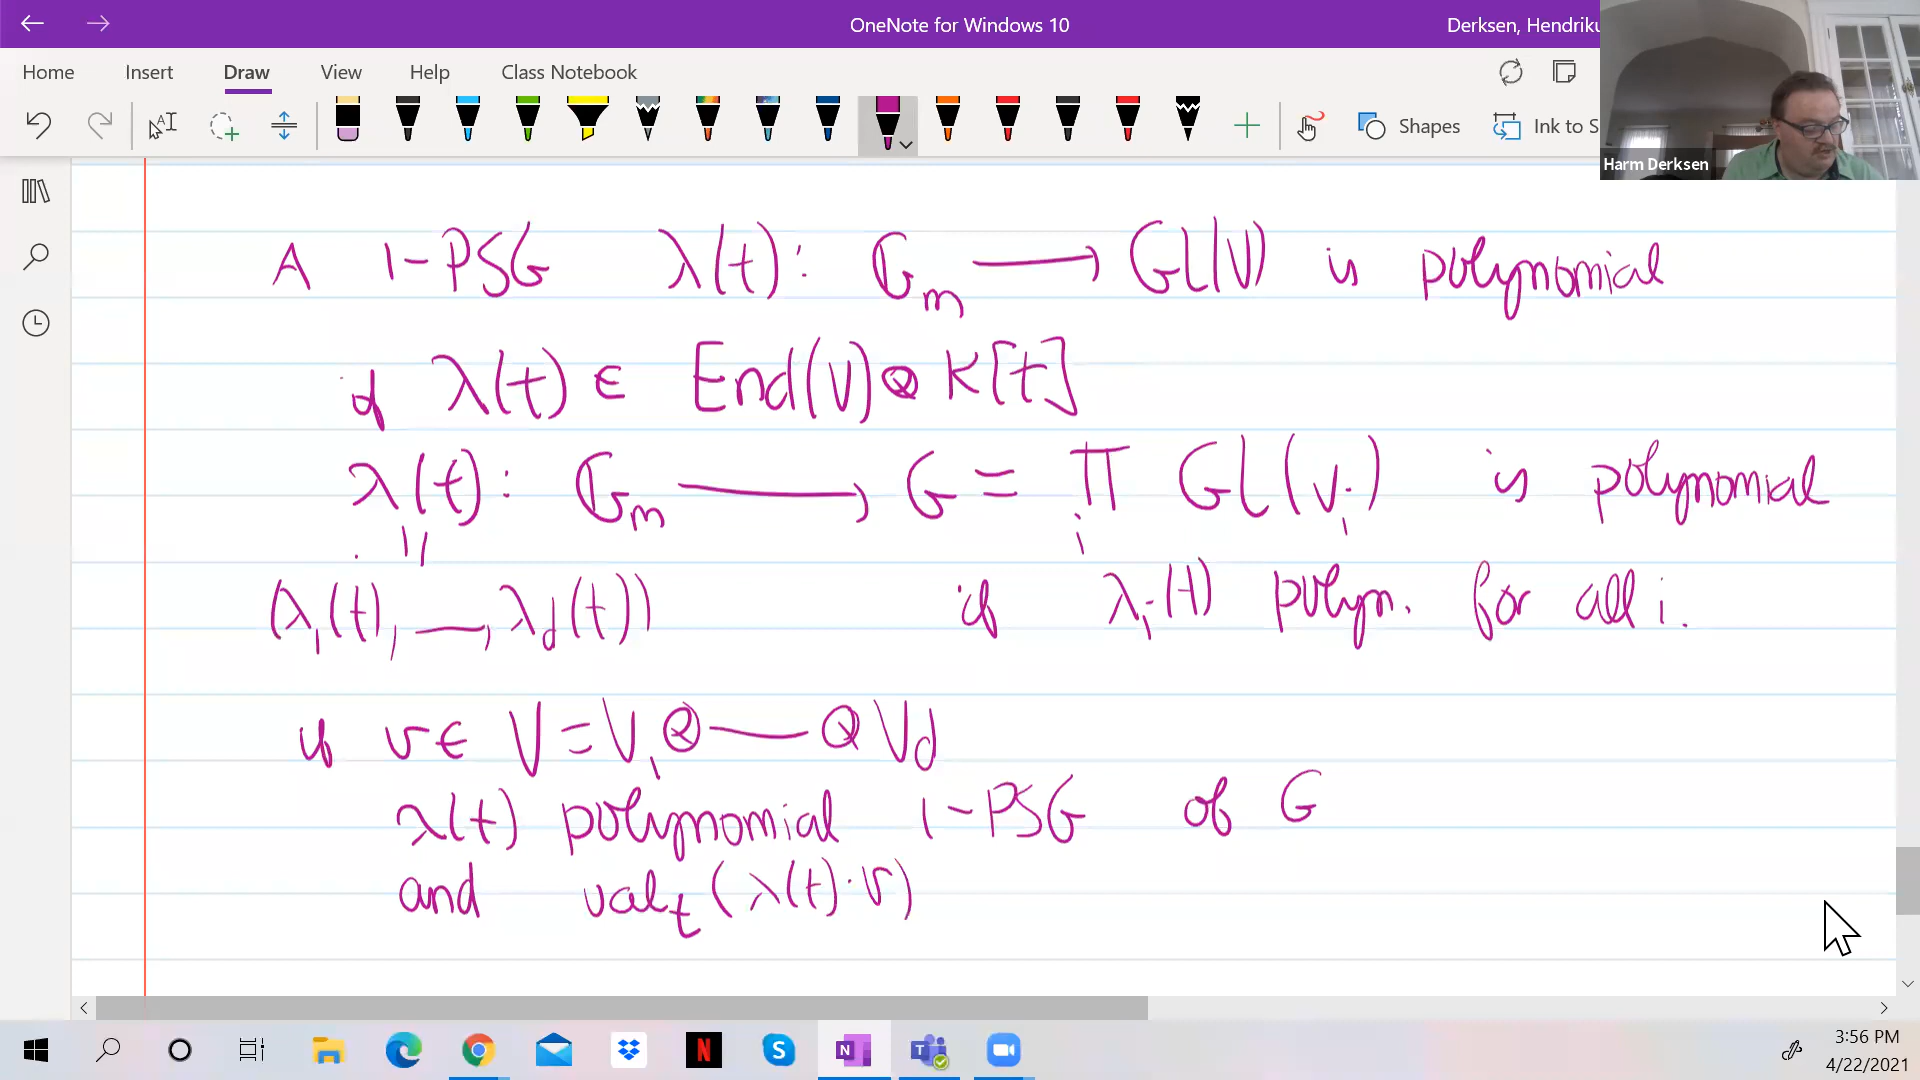 OneNote for Windows 10
Derksen, Hendriku
Home Insert Draw View Help Class Notebook
Shapes Ink to S
Harm Derksen
A 1-PSG λ(t): G_m ⟶ GL(V) is polynomial
if λ(t) ∈ End(V) ⊗ K[t]
λ(t): G_m ⟶ G = ∏_i GL(V_i) is polynomial
"
(λ_1(t), —, λ_d(t)) if λ_i(t) polyn. for all i.
if v ∈ V = V_1 ⊗ — ⊗ V_d
λ(t) polynomial 1-PSG of G
and val_t (λ(t)·v)
3:56 PM
4/22/2021